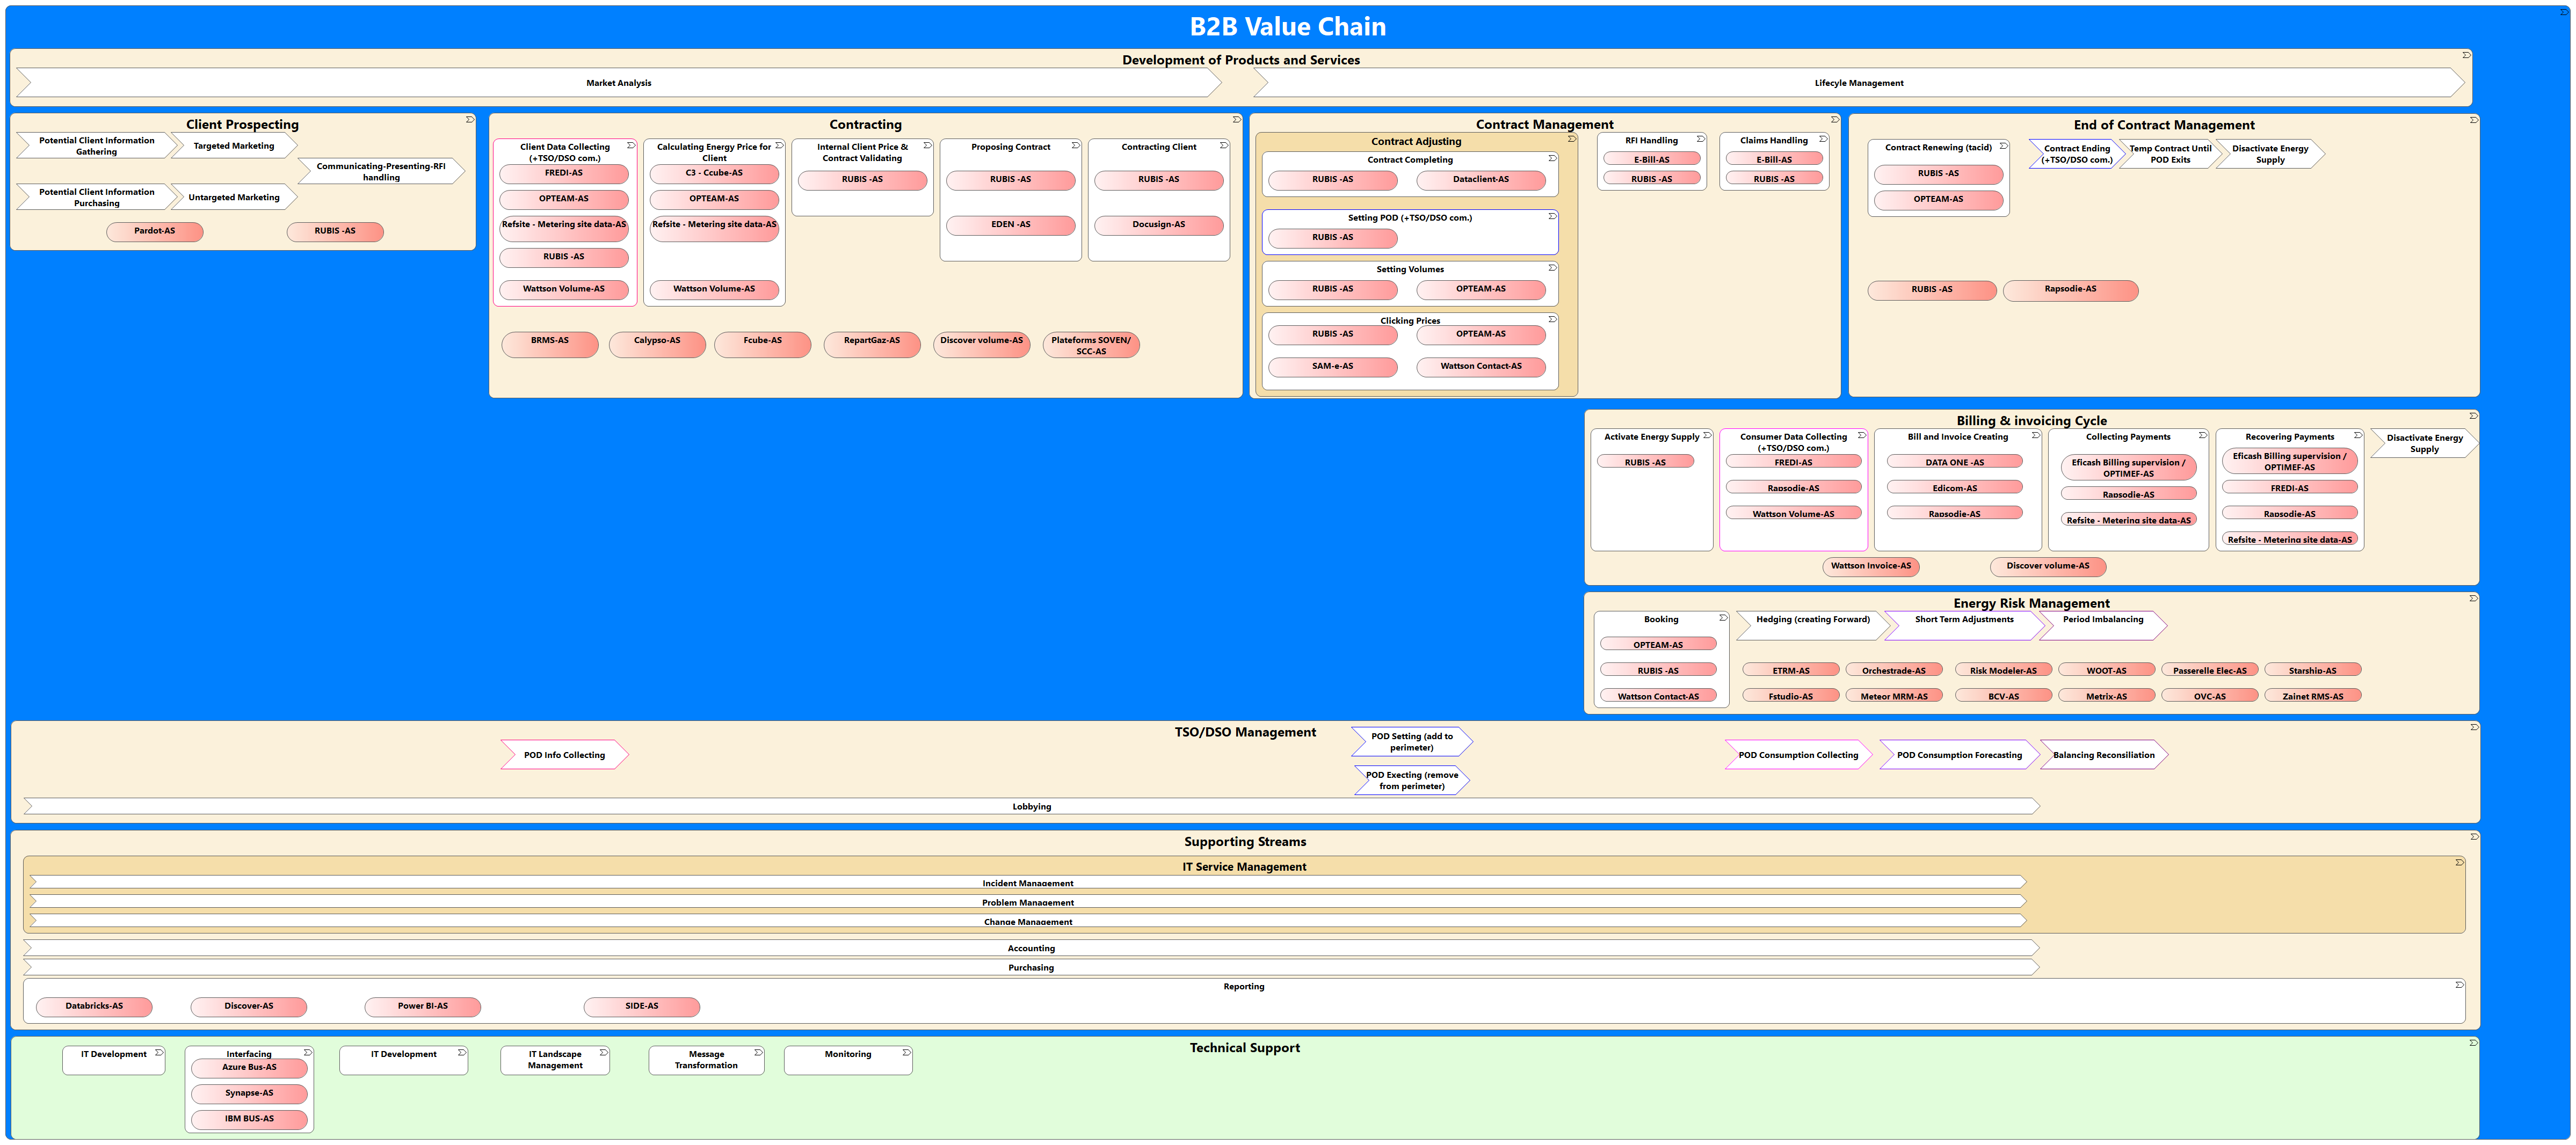 B2B Value Chain
Development of Products and Services
Market Analysis
Lifecyle Management
Client Prospecting
Potential Client Information
Gathering
Targeted Marketing
Communicating-Presenting-RFI
handling
Potential Client Information
Purchasing
Untargeted Marketing
Pardot-AS
RUBIS -AS
Contracting
Client Data Collecting
(+TSO/DSO com.)
FREDI-AS
OPTEAM-AS
Refsite - Metering site data-AS
RUBIS -AS
Wattson Volume-AS
Calculating Energy Price for
Client
C3 - Ccube-AS
OPTEAM-AS
Refsite - Metering site data-AS
Wattson Volume-AS
Internal Client Price &
Contract Validating
RUBIS -AS
Proposing Contract
RUBIS -AS
EDEN -AS
Contracting Client
RUBIS -AS
Docusign-AS
BRMS-AS
Calypso-AS
Fcube-AS
RepartGaz-AS
Discover volume-AS
Plateforms SOVEN/
SCC-AS
Contract Management
Contract Adjusting
Contract Completing
RUBIS -AS
Dataclient-AS
Setting POD (+TSO/DSO com.)
RUBIS -AS
Setting Volumes
RUBIS -AS
OPTEAM-AS
Clicking Prices
RUBIS -AS
OPTEAM-AS
SAM-e-AS
Wattson Contact-AS
RFI Handling
E-Bill-AS
RUBIS -AS
Claims Handling
E-Bill-AS
RUBIS -AS
End of Contract Management
Contract Renewing (tacid)
RUBIS -AS
OPTEAM-AS
Contract Ending
(+TSO/DSO com.)
Temp Contract Until
POD Exits
Disactivate Energy
Supply
RUBIS -AS
Rapsodie-AS
Billing & invoicing Cycle
Activate Energy Supply
RUBIS -AS
Consumer Data Collecting
(+TSO/DSO com.)
FREDI-AS
Rapsodie-AS
Wattson Volume-AS
Bill and Invoice Creating
DATA ONE -AS
Edicom-AS
Rapsodie-AS
Collecting Payments
Eficash Billing supervision /
OPTIMEF-AS
Rapsodie-AS
Refsite - Metering site data-AS
Recovering Payments
Eficash Billing supervision /
OPTIMEF-AS
FREDI-AS
Rapsodie-AS
Refsite - Metering site data-AS
Disactivate Energy
Supply
Wattson Invoice-AS
Discover volume-AS
Energy Risk Management
Booking
OPTEAM-AS
RUBIS -AS
Wattson Contact-AS
Hedging (creating Forward)
Short Term Adjustments
Period Imbalancing
ETRM-AS
Orchestrade-AS
Risk Modeler-AS
WOOT-AS
Passerelle Elec-AS
Starship-AS
Fstudio-AS
Meteor MRM-AS
BCV-AS
Metrix-AS
OVC-AS
Zainet RMS-AS
TSO/DSO Management
POD Info Collecting
POD Setting (add to
perimeter)
POD Execting (remove
from perimeter)
POD Consumption Collecting
POD Consumption Forecasting
Balancing Reconsiliation
Lobbying
Supporting Streams
IT Service Management
Incident Management
Problem Management
Change Management
Accounting
Purchasing
Reporting
Databricks-AS
Discover-AS
Power BI-AS
SIDE-AS
Technical Support
IT Development
Interfacing
Azure Bus-AS
Synapse-AS
IBM BUS-AS
IT Development
IT Landscape
Management
Message
Transformation
Monitoring